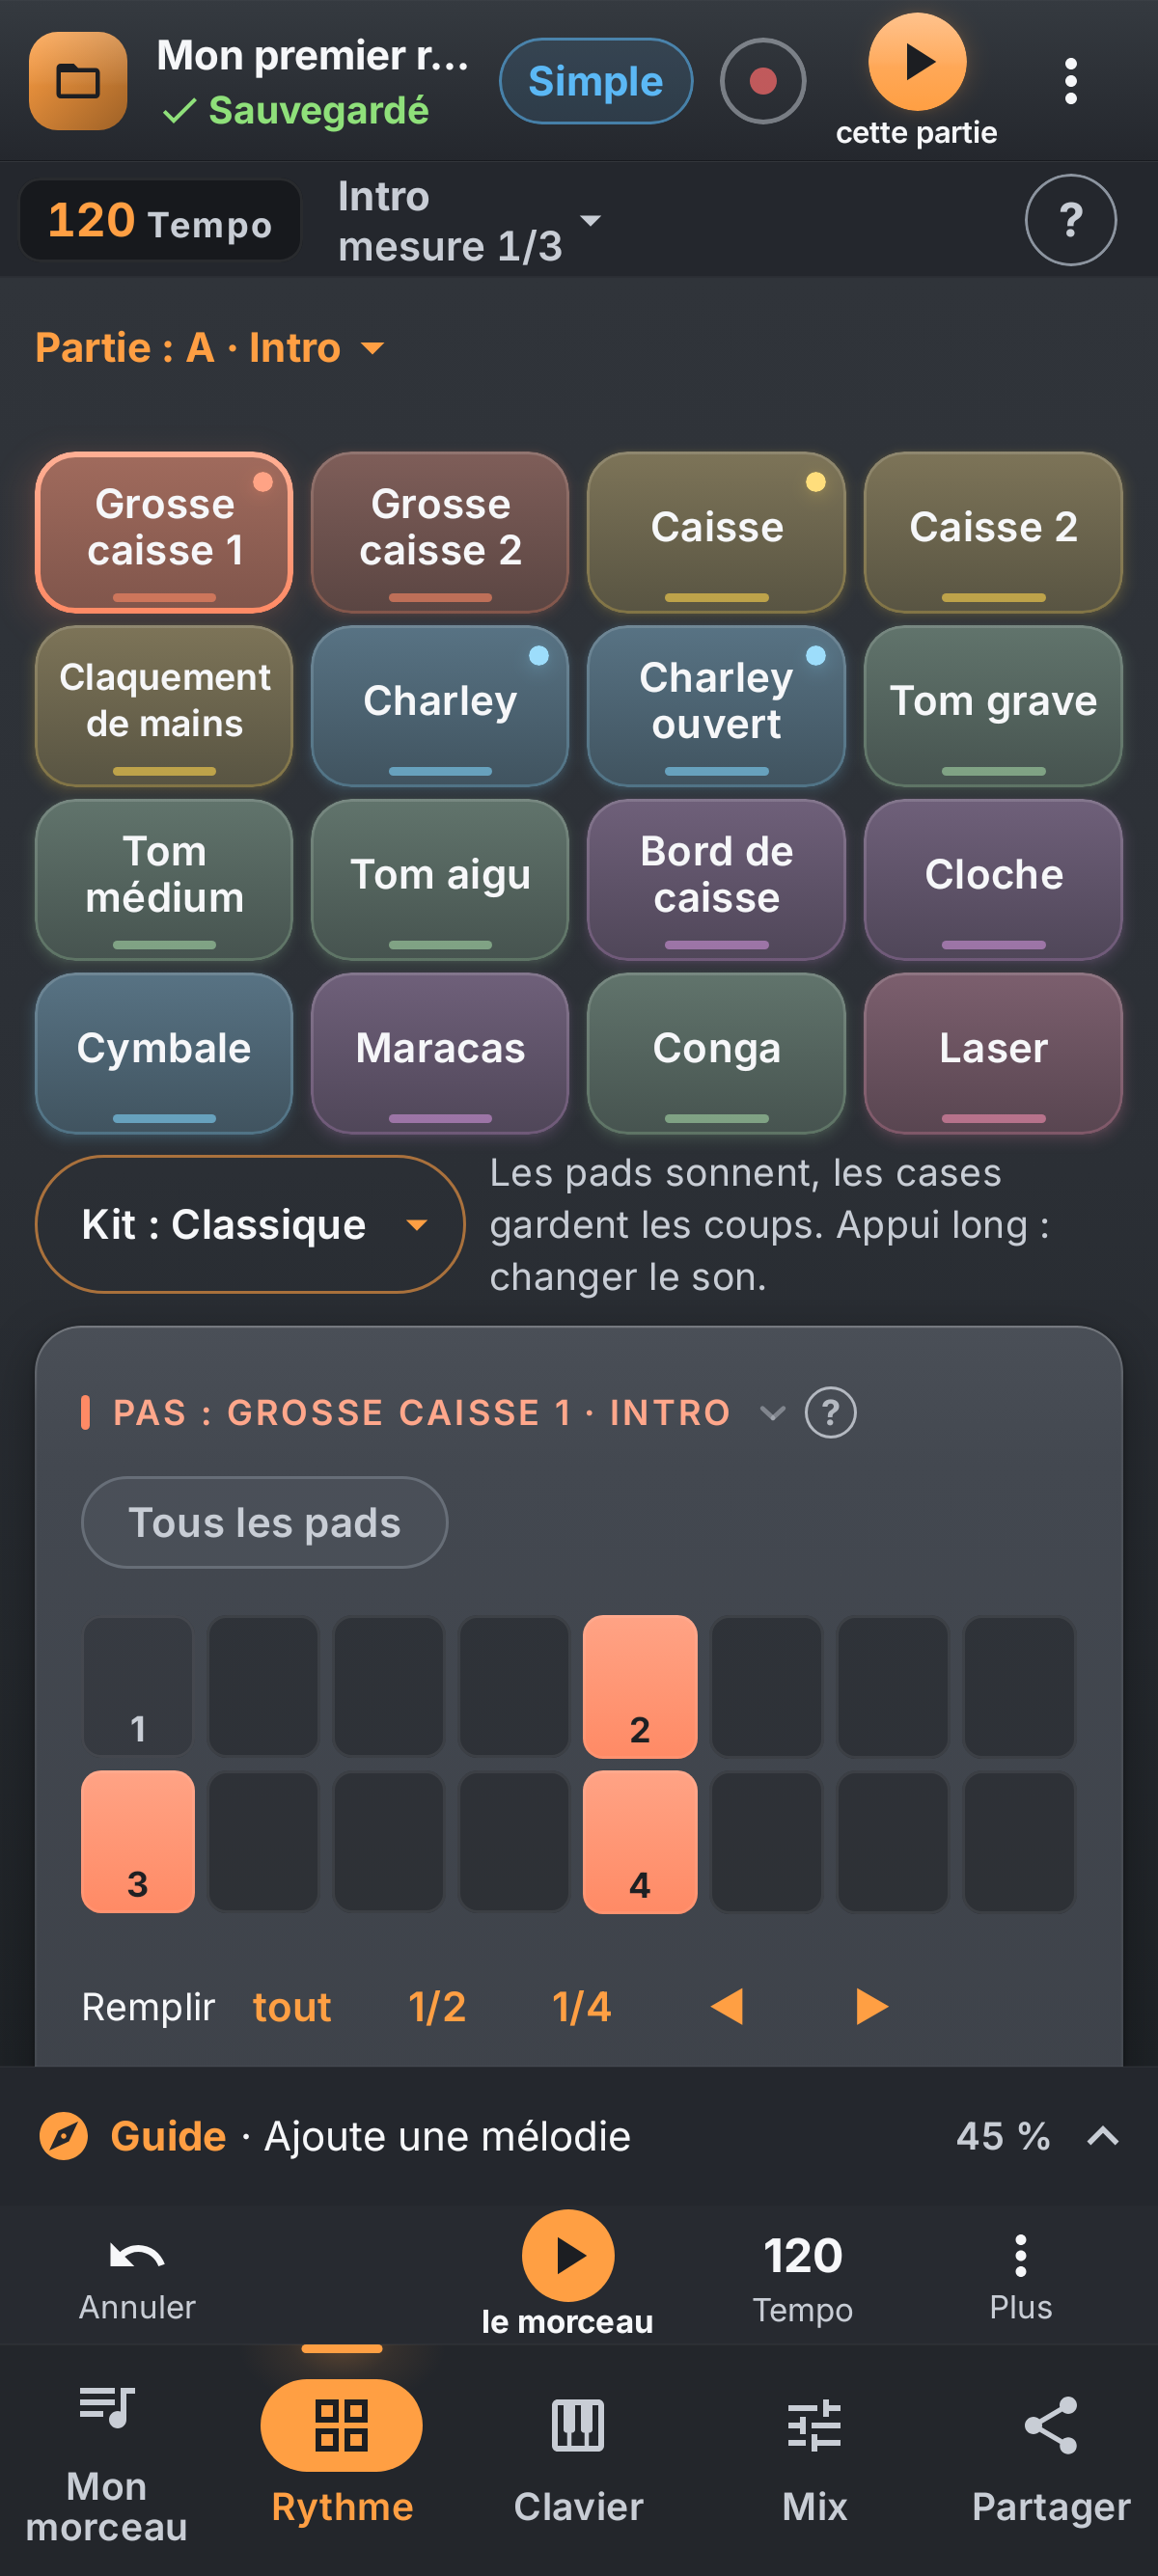 Mon premier r...
Sauvegardé
Simple
cette partie
120 Tempo
Intro
mesure 1/3
?
Partie : A · Intro
Grosse
caisse 1
Grosse
caisse 2
Caisse
Caisse 2
Claquement
de mains
Charley
Charley
ouvert
Tom grave
Tom
médium
Tom aigu
Bord de
caisse
Cloche
Cymbale
Maracas
Conga
Laser
Kit : Classique
Les pads sonnent, les cases
gardent les coups. Appui long :
changer le son.
PAS : GROSSE CAISSE 1 · INTRO
?
Tous les pads
1
2
3
4
Remplir tout 1/2 1/4
Guide · Ajoute une mélodie
45 %
Annuler
le morceau
120
Tempo
Plus
Mon
morceau
Rythme
Clavier
Mix
Partager